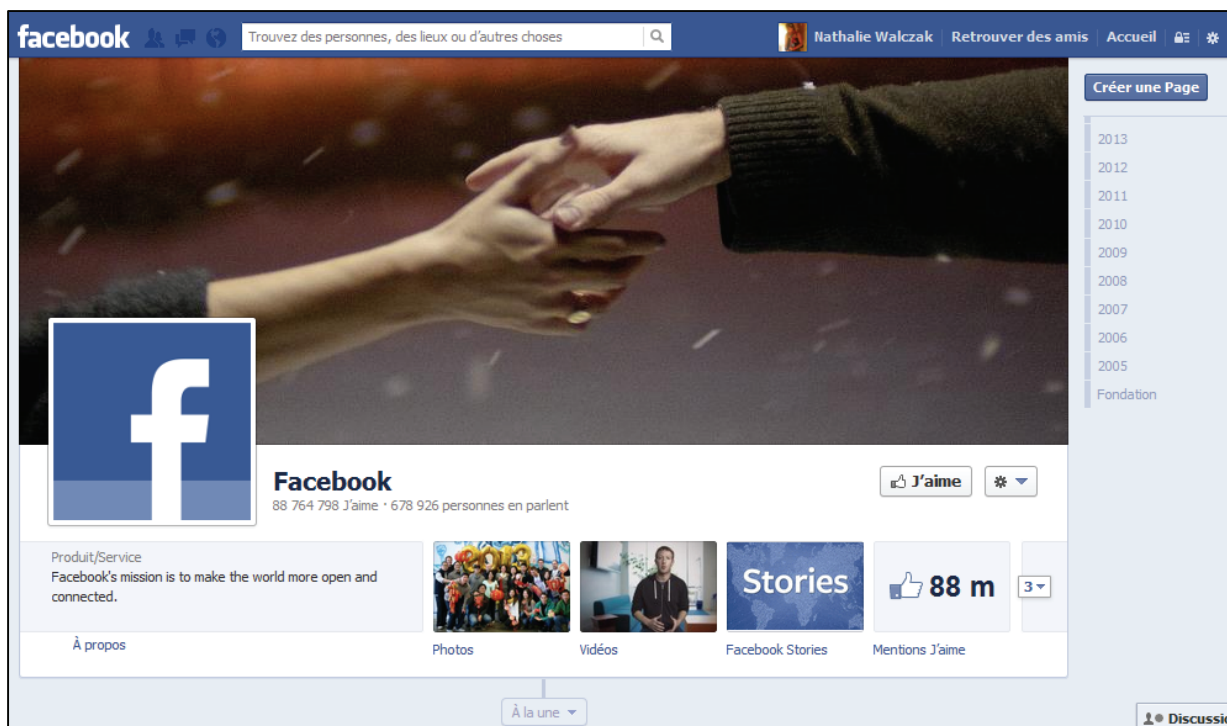 facebook
Trouvez des personnes, des lieux ou d'autres choses
Nathalie Walczak
Retrouver des amis
Accueil
Créer une Page
2013
2012
2011
2010
2009
2008
2007
2006
2005
Fondation
f
Facebook
88 764 798 J'aime · 678 926 personnes en parlent
J'aime
Produit/Service
Facebook's mission is to make the world more open and
connected.
À propos
2013
Photos
Vidéos
Stories
Facebook Stories
88 m
Mentions J'aime
3
À la une
Discussio